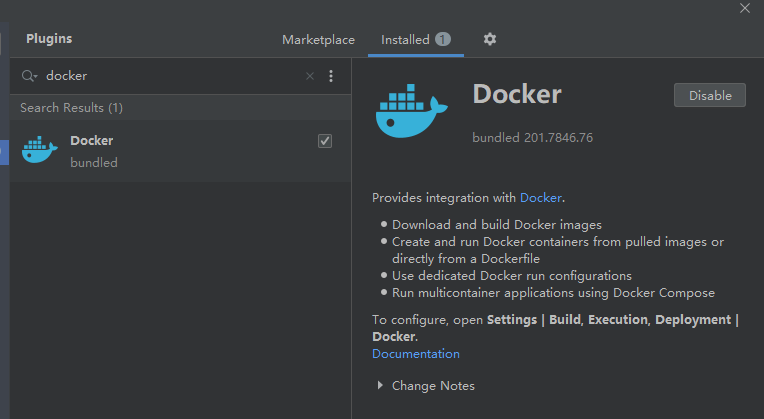 Plugins
Marketplace
Installed 1
docker
Search Results (1)
Docker
bundled
Docker
Disable
bundled 201.7846.76
Provides integration with Docker.
Download and build Docker images
Create and run Docker containers from pulled images or
directly from a Dockerfile
Use dedicated Docker run configurations
Run multicontainer applications using Docker Compose
To configure, open Settings | Build, Execution, Deployment |
Docker.
Documentation
Change Notes